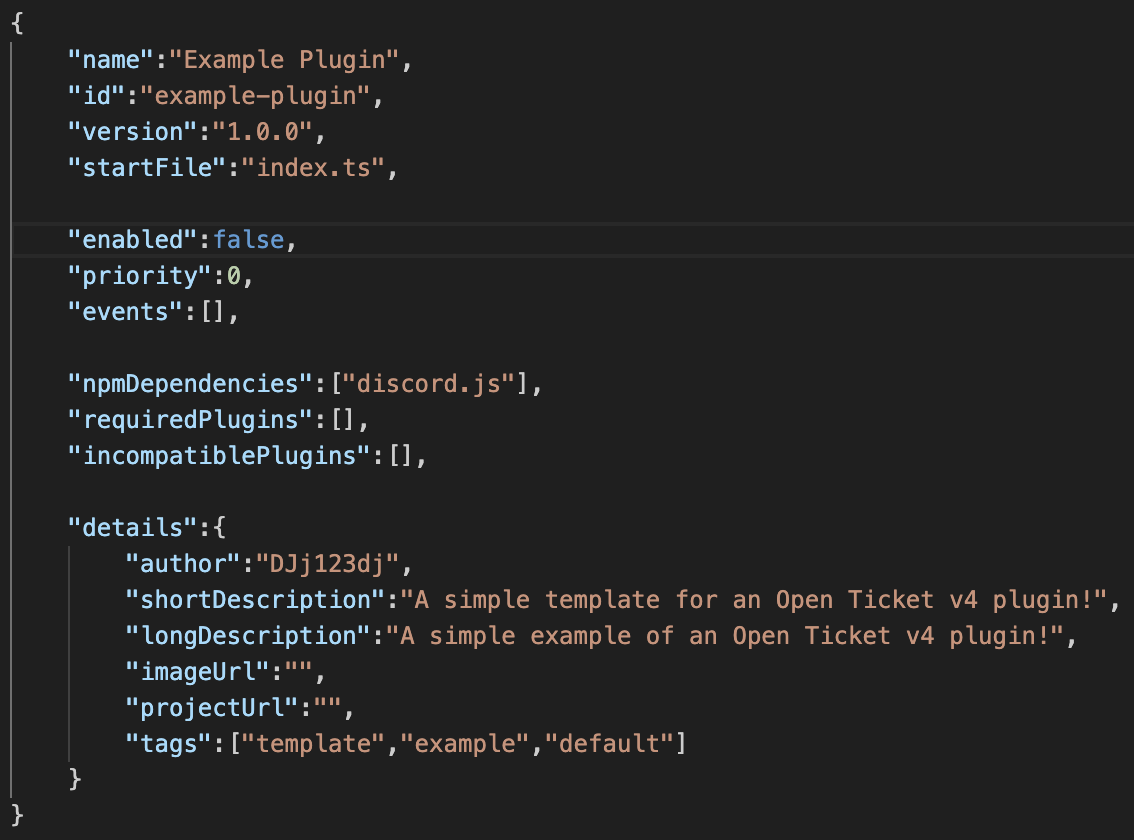 {
    "name":"Example Plugin",
    "id":"example-plugin",
    "version":"1.0.0",
    "startFile":"index.ts",

    "enabled":false,
    "priority":0,
    "events":[],

    "npmDependencies":["discord.js"],
    "requiredPlugins":[],
    "incompatiblePlugins":[],

    "details":{
        "author":"DJj123dj",
        "shortDescription":"A simple template for an Open Ticket v4 plugin!",
        "longDescription":"A simple example of an Open Ticket v4 plugin!",
        "imageUrl":"",
        "projectUrl":"",
        "tags":["template","example","default"]
    }
}